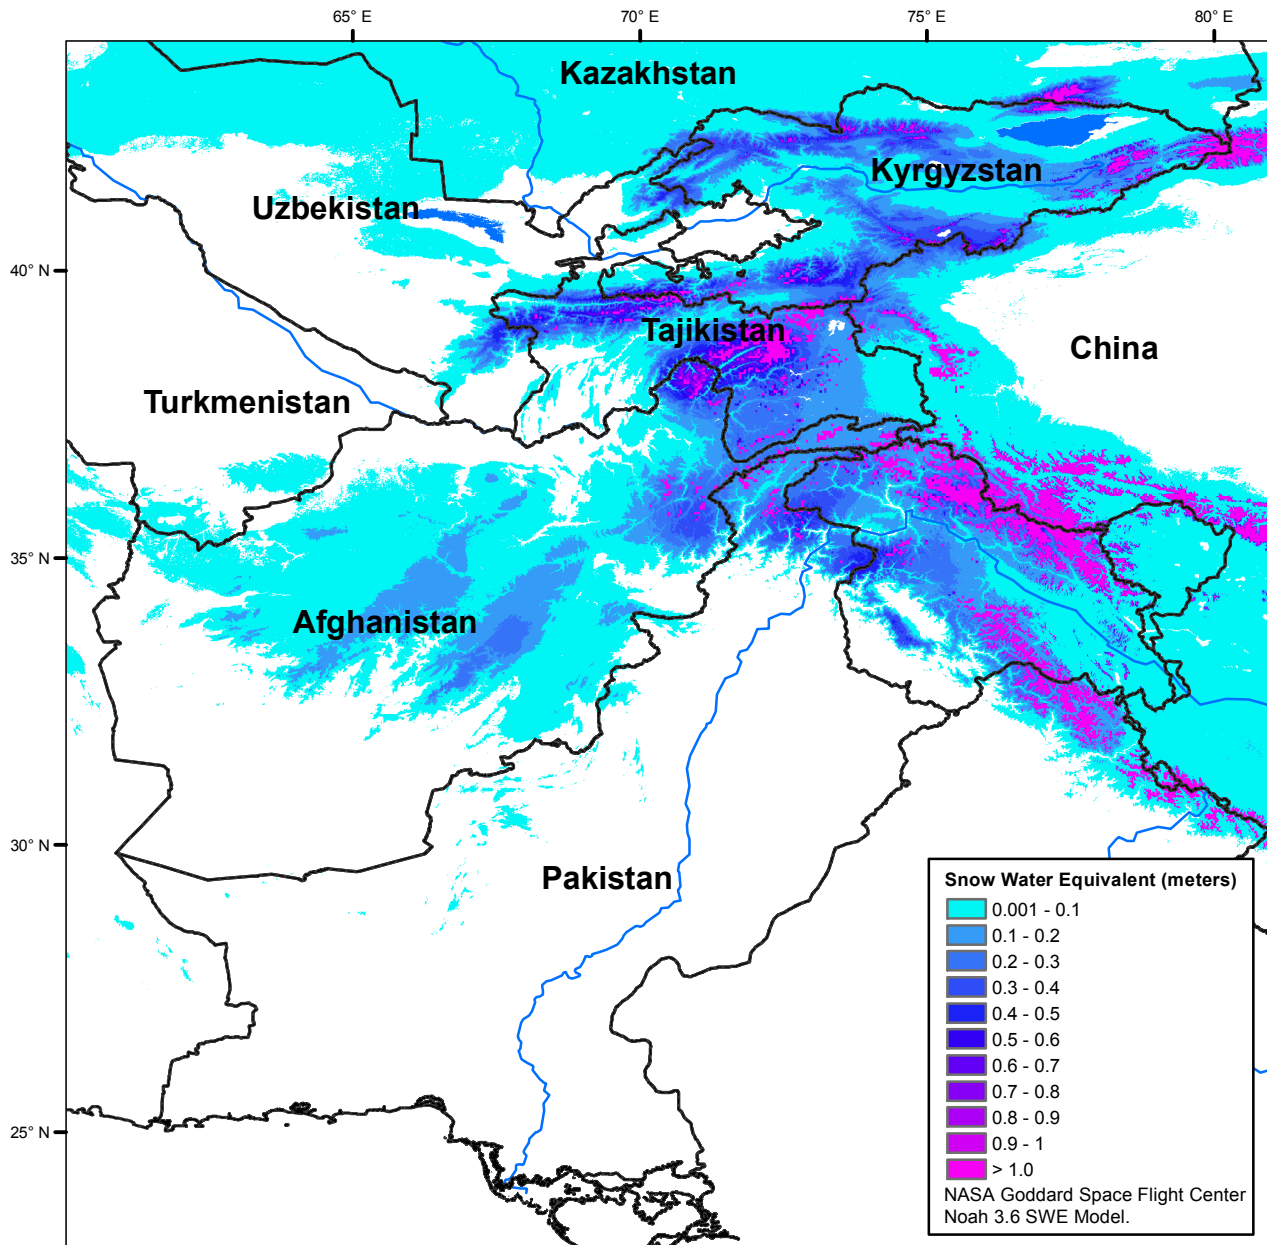 65° E
70° E
75° E
80° E
Kazakhstan
Kyrgyzstan
Uzbekistan
40° N
Tajikistan
China
Turkmenistan
35° N
Afghanistan
30° N
Pakistan
25° N
Snow Water Equivalent (meters)
0.001 - 0.1
0.1 - 0.2
0.2 - 0.3
0.3 - 0.4
0.4 - 0.5
0.5 - 0.6
0.6 - 0.7
0.7 - 0.8
0.8 - 0.9
0.9 - 1
> 1.0
NASA Goddard Space Flight Center
Noah 3.6 SWE Model.